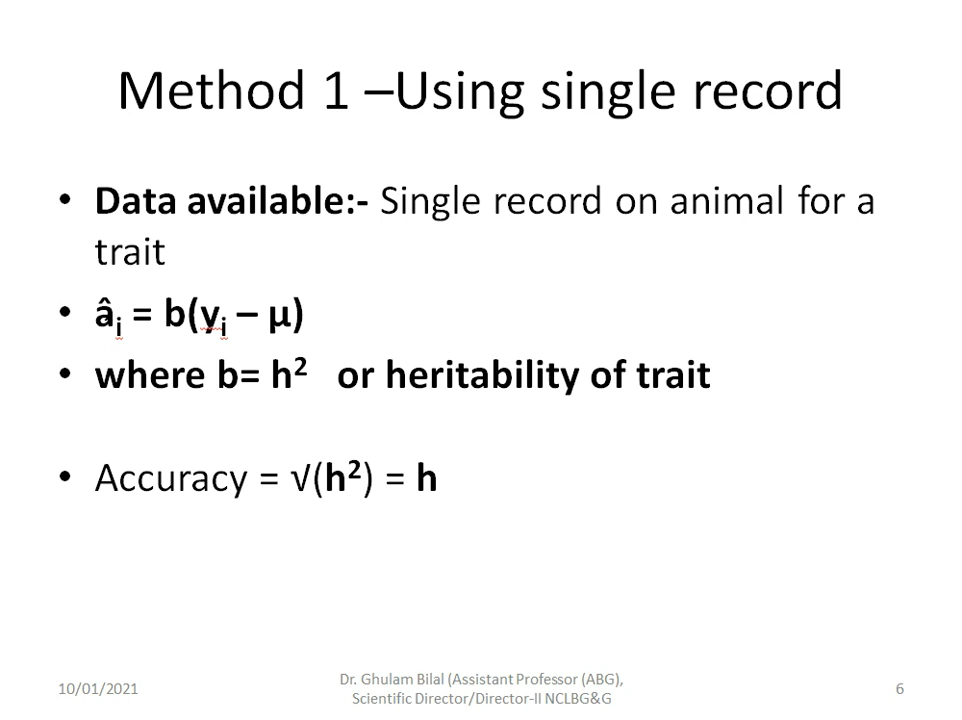 Method 1 –Using single record
• Data available:- Single record on animal for a
trait
• âᵢ = b(yᵢ – μ)
• where b= h² or heritability of trait
• Accuracy = √(h²) = h
10/01/2021
Dr. Ghulam Bilal (Assistant Professor (ABG),
Scientific Director/Director-II NCLBG&G
6